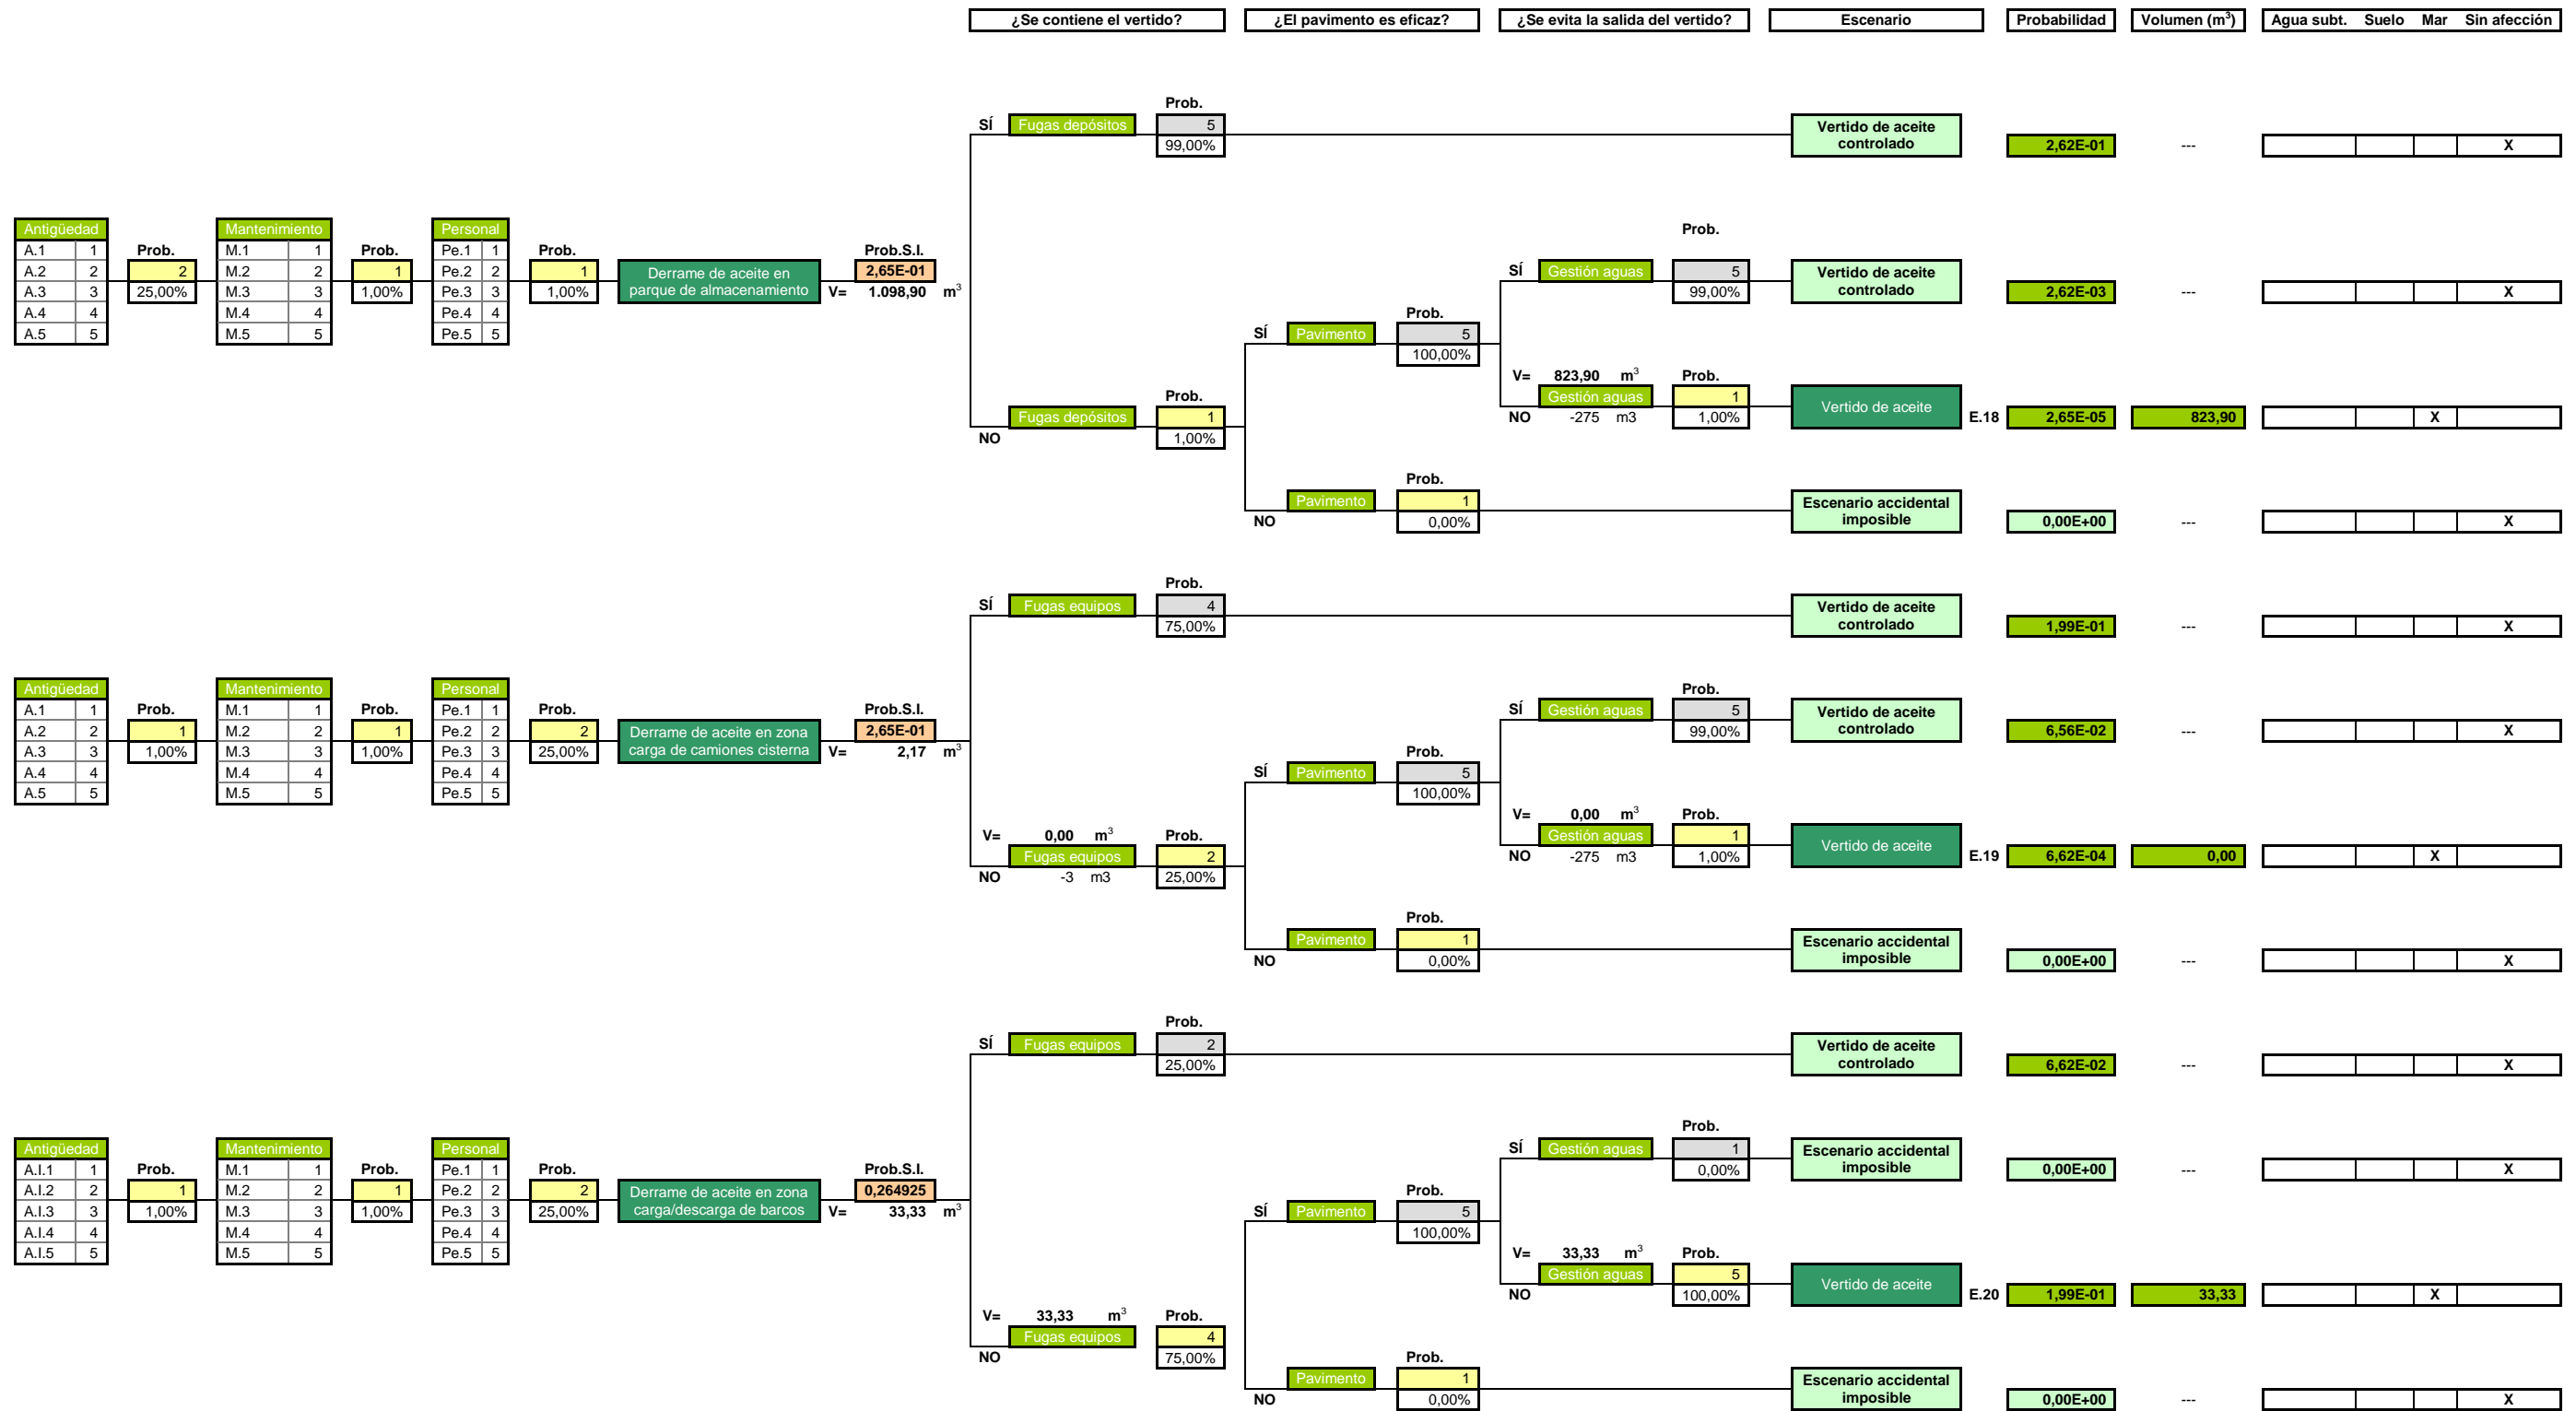 ¿Se contiene el vertido? ¿El pavimento es eficaz? ¿Se evita la salida del vertido? Escenario Probabilidad Volumen (m³) Agua subt. Suelo Mar Sin afección
Prob.
SÍ Fugas depósitos 5 Vertido de aceite
99,00% controlado 2,62E-01 --- X
Antigüedad Mantenimiento Personal Prob.
A.1 1 Prob. M.1 1 Prob. Pe.1 1 Prob. Prob.S.I.
A.2 2 2 M.2 2 1 Pe.2 2 1 Derrame de aceite en 2,65E-01 SÍ Gestión aguas 5 Vertido de aceite
A.3 3 25,00% M.3 3 1,00% Pe.3 3 1,00% parque de almacenamiento V= 1.098,90 m³ 99,00% controlado 2,62E-03 --- X
A.4 4 M.4 4 Pe.4 4 Prob.
A.5 5 M.5 5 Pe.5 5 SÍ Pavimento 5
100,00%
V= 823,90 m³ Prob.
Prob. Gestión aguas 1 Vertido de aceite
Fugas depósitos 1 NO -275 m3 1,00% E.18 2,65E-05 823,90 X
NO 1,00%
Prob.
Pavimento 1 Escenario accidental
NO 0,00% imposible 0,00E+00 --- X
Prob.
SÍ Fugas equipos 4 Vertido de aceite
75,00% controlado 1,99E-01 --- X
Antigüedad Mantenimiento Personal Prob.
A.1 1 Prob. M.1 1 Prob. Pe.1 1 Prob. Prob.S.I. SÍ Gestión aguas 5 Vertido de aceite
A.2 2 1 M.2 2 1 Pe.2 2 2 Derrame de aceite en zona 2,65E-01 99,00% controlado 6,56E-02 --- X
A.3 3 1,00% M.3 3 1,00% Pe.3 3 25,00% carga de camiones cisterna V= 2,17 m³ Prob.
A.4 4 M.4 4 Pe.4 4 SÍ Pavimento 5
A.5 5 M.5 5 Pe.5 5 100,00%
V= 0,00 m³ Prob.
V= 0,00 m³ Prob. Gestión aguas 1 Vertido de aceite
Fugas equipos 2 NO -275 m3 1,00% E.19 6,62E-04 0,00 X
NO -3 m3 25,00%
Prob.
Pavimento 1 Escenario accidental
NO 0,00% imposible 0,00E+00 --- X
Prob.
SÍ Fugas equipos 2 Vertido de aceite
25,00% controlado 6,62E-02 --- X
Prob.
Antigüedad Mantenimiento Personal SÍ Gestión aguas 1 Escenario accidental
A.I.1 1 Prob. M.1 1 Prob. Pe.1 1 Prob. Prob.S.I. 0,00% imposible 0,00E+00 --- X
A.I.2 2 1 M.2 2 1 Pe.2 2 2 Derrame de aceite en zona 0,264925 Prob.
A.I.3 3 1,00% M.3 3 1,00% Pe.3 3 25,00% carga/descarga de barcos V= 33,33 m³ SÍ Pavimento 5
A.I.4 4 M.4 4 Pe.4 4 100,00%
A.I.5 5 M.5 5 Pe.5 5 V= 33,33 m³ Prob.
Gestión aguas 5 Vertido de aceite
NO 100,00% E.20 1,99E-01 33,33 X
V= 33,33 m³ Prob.
Fugas equipos 4
NO 75,00% Prob.
Pavimento 1 Escenario accidental
NO 0,00% imposible 0,00E+00 --- X